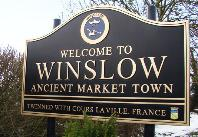 WELCOME TO
WINSLOW
ANCIENT MARKET TOWN
TWINNED WITH COURS LA VILLE, FRANCE